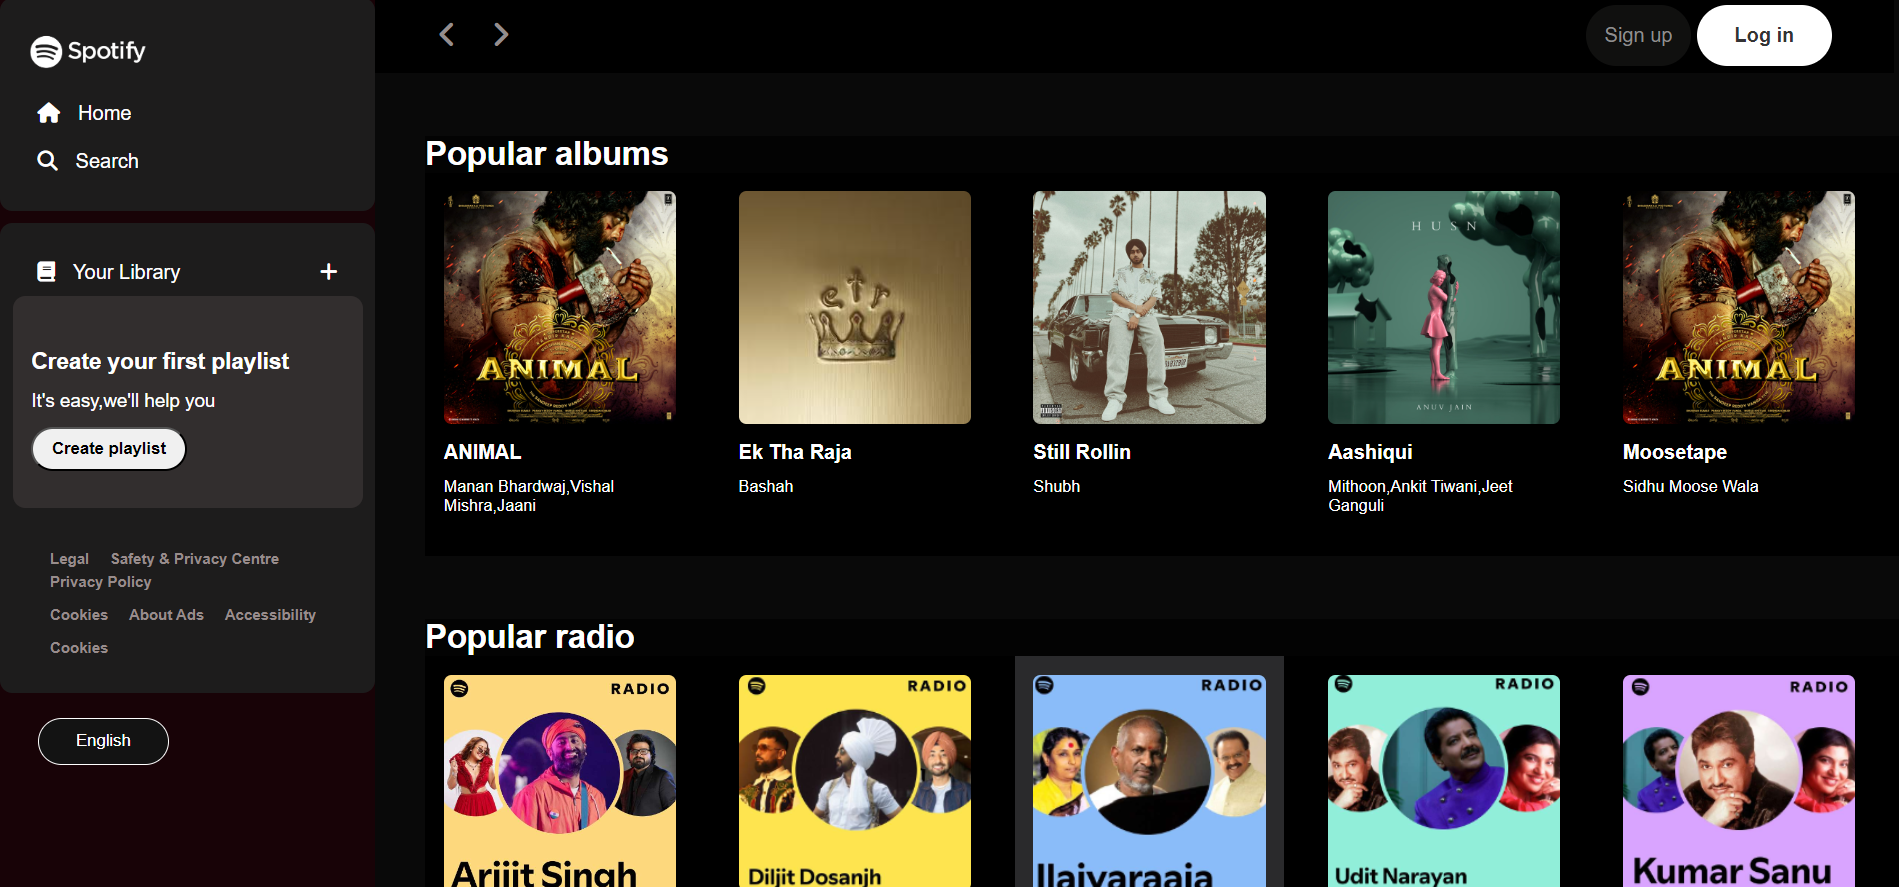 Spotify
Home
Search
Your Library
Create your first playlist
It's easy,we'll help you
Create playlist
Legal Safety & Privacy Centre
Privacy Policy
Cookies About Ads Accessibility
Cookies
English
Sign up Log in
Popular albums
ANIMAL
etr
HUSN
ANUV JAIN
ANIMAL
ANIMAL
Manan Bhardwaj,Vishal
Mishra,Jaani
Ek Tha Raja
Bashah
Still Rollin
Shubh
Aashiqui
Mithoon,Ankit Tiwani,Jeet
Ganguli
Moosetape
Sidhu Moose Wala
Popular radio
RADIO
Arijit Singh
RADIO
Diljit Dosanjh
RADIO
Ilaiyaraaja
RADIO
Udit Narayan
RADIO
Kumar Sanu